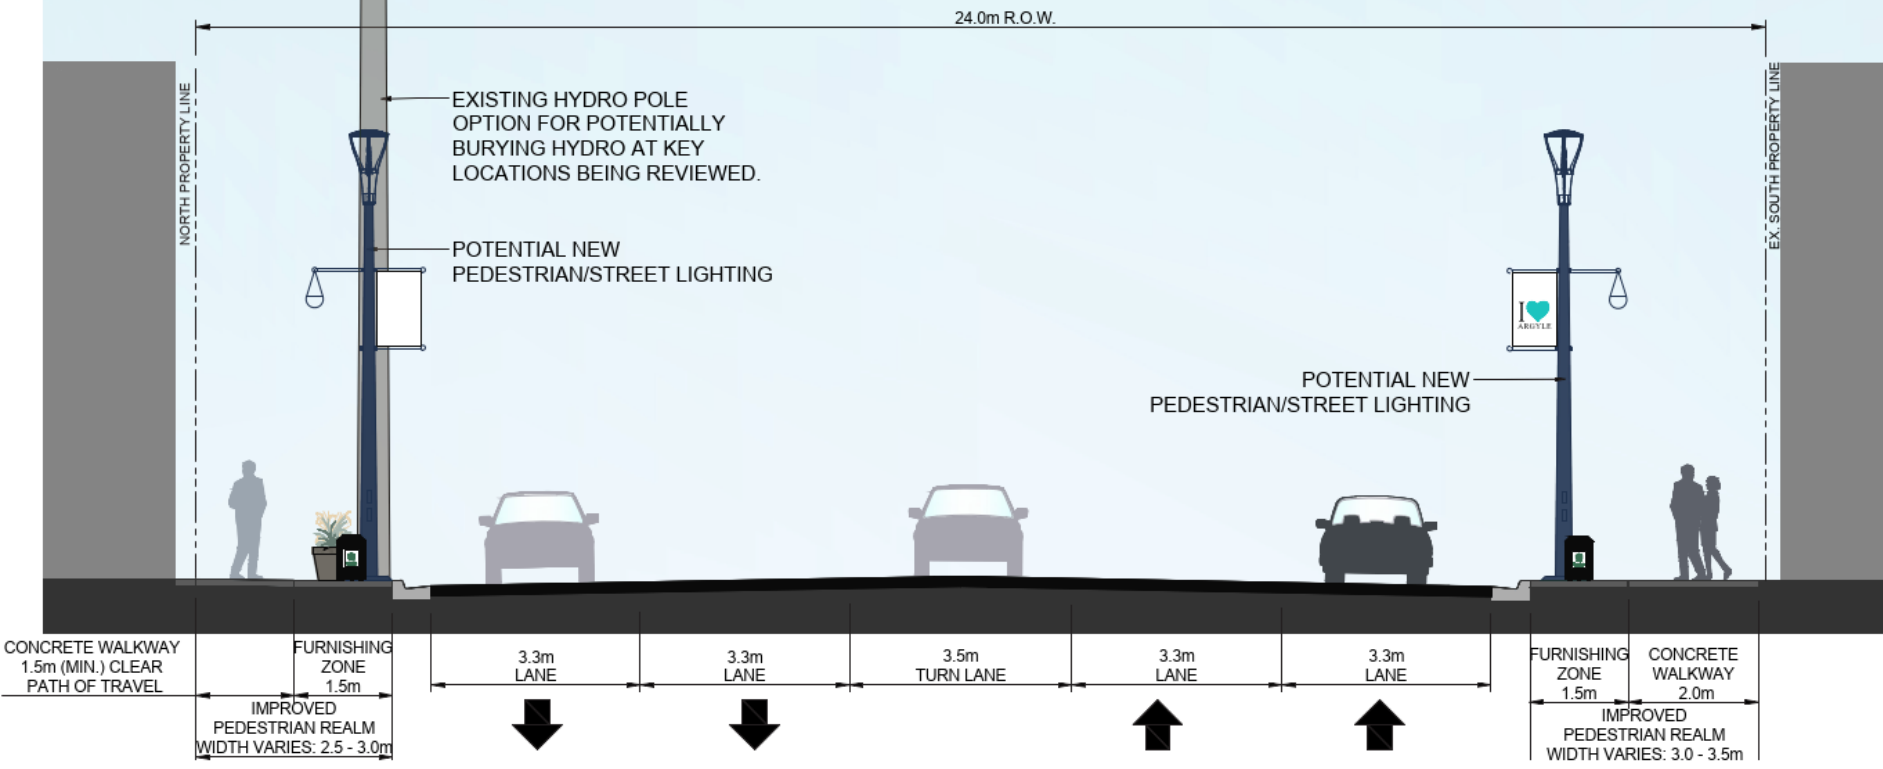 24.0m R.O.W.
NORTH PROPERTY LINE
EX. SOUTH PROPERTY LINE
EXISTING HYDRO POLE
OPTION FOR POTENTIALLY
BURYING HYDRO AT KEY
LOCATIONS BEING REVIEWED.
POTENTIAL NEW
PEDESTRIAN/STREET LIGHTING
I
ARGYLE
POTENTIAL NEW
PEDESTRIAN/STREET LIGHTING
CONCRETE WALKWAY
1.5m (MIN.) CLEAR
PATH OF TRAVEL
FURNISHING
ZONE
1.5m
IMPROVED
PEDESTRIAN REALM
WIDTH VARIES: 2.5 - 3.0m
3.3m
LANE
3.3m
LANE
3.5m
TURN LANE
3.3m
LANE
3.3m
LANE
FURNISHING
ZONE
1.5m
CONCRETE
WALKWAY
2.0m
IMPROVED
PEDESTRIAN REALM
WIDTH VARIES: 3.0 - 3.5m